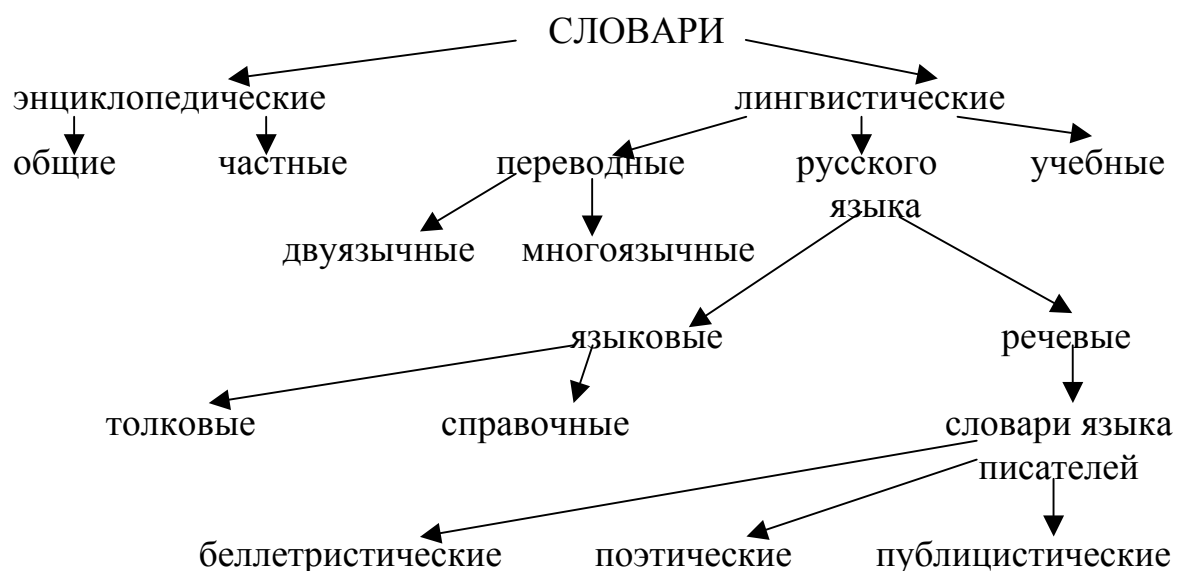 СЛОВАРИ
энциклопедические лингвистические
общие частные переводные русского учебные
языка
двуязычные многоязычные
языковые речевые
толковые справочные словари языка
писателей
беллетристические поэтические публицистические